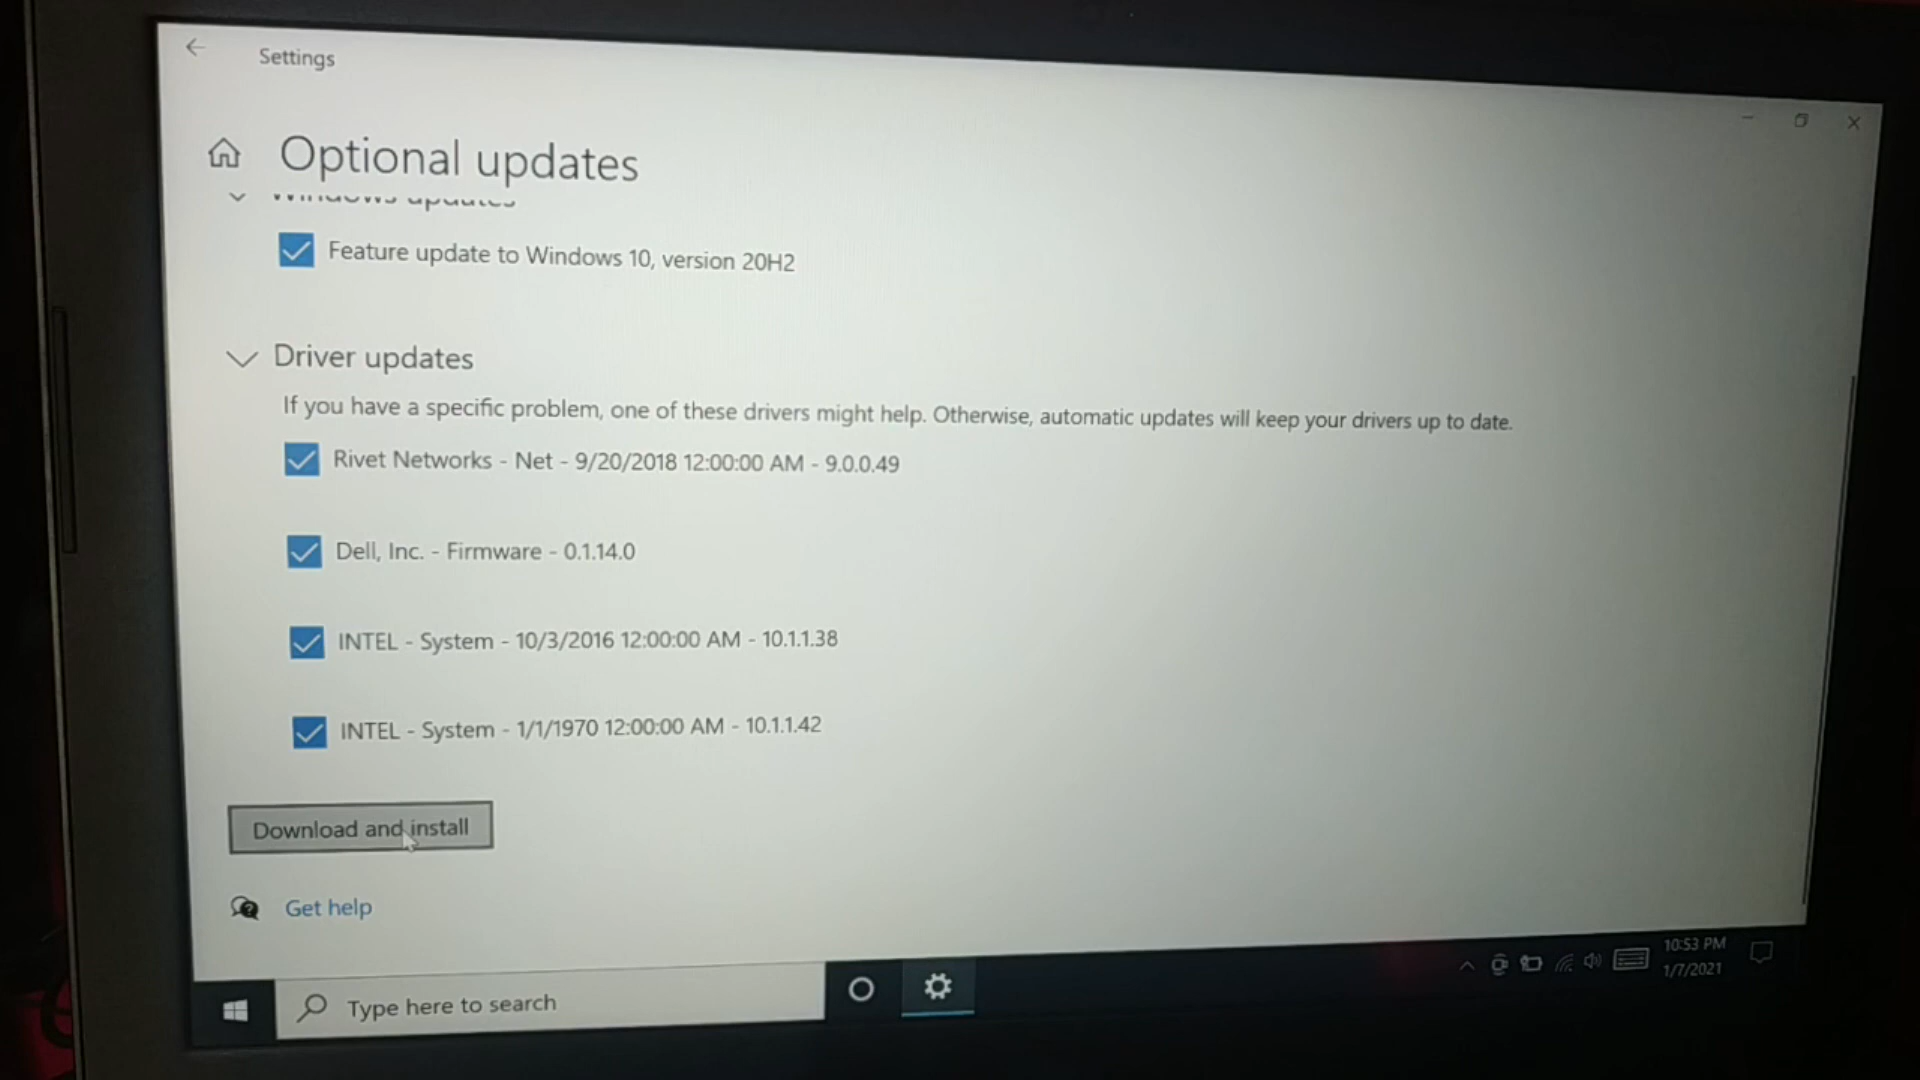 Settings
Optional updates
Windows updates
Feature update to Windows 10, version 20H2
Driver updates
If you have a specific problem, one of these drivers might help. Otherwise, automatic updates will keep your drivers up to date.
Rivet Networks - Net - 9/20/2018 12:00:00 AM - 9.0.0.49
Dell, Inc. - Firmware - 0.1.14.0
INTEL - System - 10/3/2016 12:00:00 AM - 10.1.1.38
INTEL - System - 1/1/1970 12:00:00 AM - 10.1.1.42
Download and install
Get help
Type here to search
10:53 PM
1/7/2021